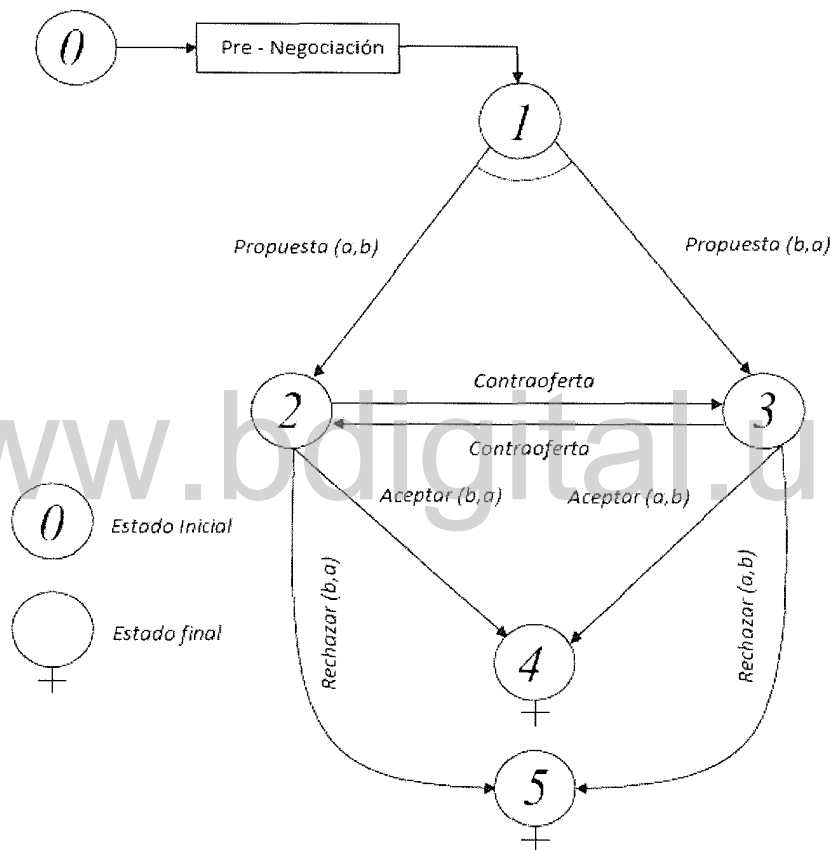 0
Pre - Negociación
1
Propuesta (a,b)
Propuesta (b,a)
Contraoferta
2
3
Contraoferta
www.bdigital.u
Aceptar (b,a)
Aceptar (a,b)
0
Estado Inicial
Rechazar (b,a)
Rechazar (a,b)
Estado final
4
5